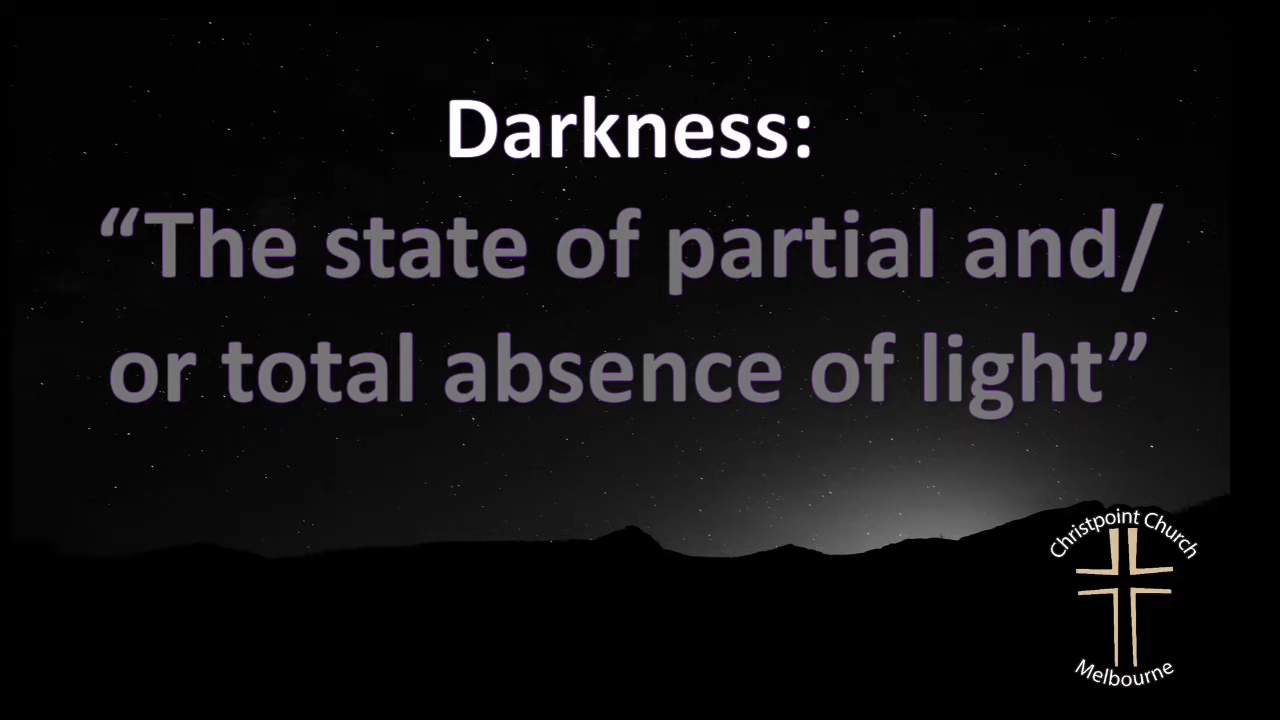 Darkness:
“The state of partial and/
or total absence of light”
Christpoint Church
Melbourne